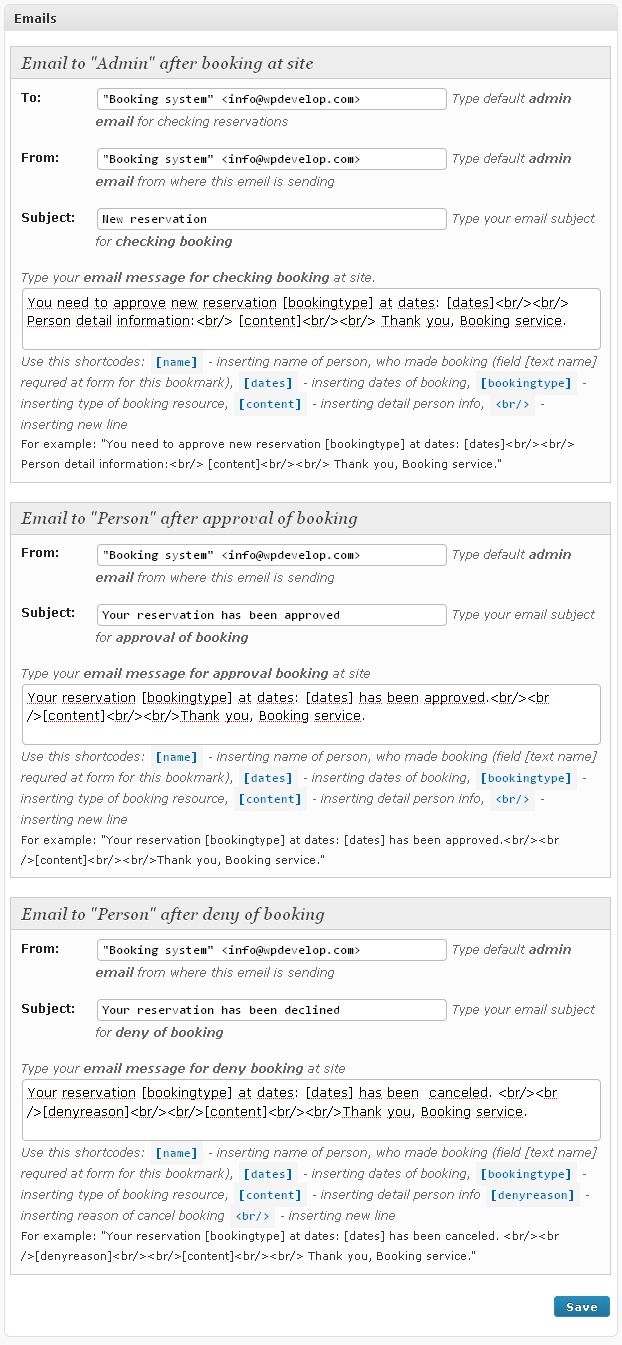 Emails
Email to "Admin" after booking at site
To: "Booking system" <info@wpdevelop.com> Type default admin
email for checking reservations
From: "Booking system" <info@wpdevelop.com> Type default admin
email from where this emeil is sending
Subject: New reservation Type your email subject
for checking booking
Type your email message for checking booking at site.
You need to approve new reservation [bookingtype] at dates: [dates]<br/><br/>
Person detail information:<br/> [content]<br/><br/> Thank you, Booking service.
Use this shortcodes: [name] - inserting name of person, who made booking (field [text name]
requred at form for this bookmark), [dates] - inserting dates of booking, [bookingtype] -
inserting type of booking resource, [content] - inserting detail person info, <br/> -
inserting new line
For example: "You need to approve new reservation [bookingtype] at dates: [dates]<br/><br/>
Person detail information:<br/> [content]<br/><br/> Thank you, Booking service."
Email to "Person" after approval of booking
From: "Booking system" <info@wpdevelop.com> Type default admin
email from where this emeil is sending
Subject: Your reservation has been approved Type your email subject
for approval of booking
Type your email message for approval booking at site
Your reservation [bookingtype] at dates: [dates] has been approved.<br/><br
/>[content]<br/><br/>Thank you, Booking service.
Use this shortcodes: [name] - inserting name of person, who made booking (field [text name]
requred at form for this bookmark), [dates] - inserting dates of booking, [bookingtype] -
inserting type of booking resource, [content] - inserting detail person info, <br/> -
inserting new line
For example: "Your reservation [bookingtype] at dates: [dates] has been approved.<br/><br
/>[content]<br/><br/>Thank you, Booking service."
Email to "Person" after deny of booking
From: "Booking system" <info@wpdevelop.com> Type default admin
email from where this emeil is sending
Subject: Your reservation has been declined Type your email subject
for deny of booking
Type your email message for deny booking at site
Your reservation [bookingtype] at dates: [dates] has been  canceled. <br/><br
/>[denyreason]<br/><br/>[content]<br/><br/>Thank you, Booking service.
Use this shortcodes: [name] - inserting name of person, who made booking (field [text name]
requred at form for this bookmark), [dates] - inserting dates of booking, [bookingtype] -
inserting type of booking resource, [content] - inserting detail person info [denyreason] -
inserting reason of cancel booking <br/> - inserting new line
For example: "Your reservation [bookingtype] at dates: [dates] has been canceled. <br/><br
/>[denyreason]<br/><br/>[content]<br/><br/> Thank you, Booking service."
Save